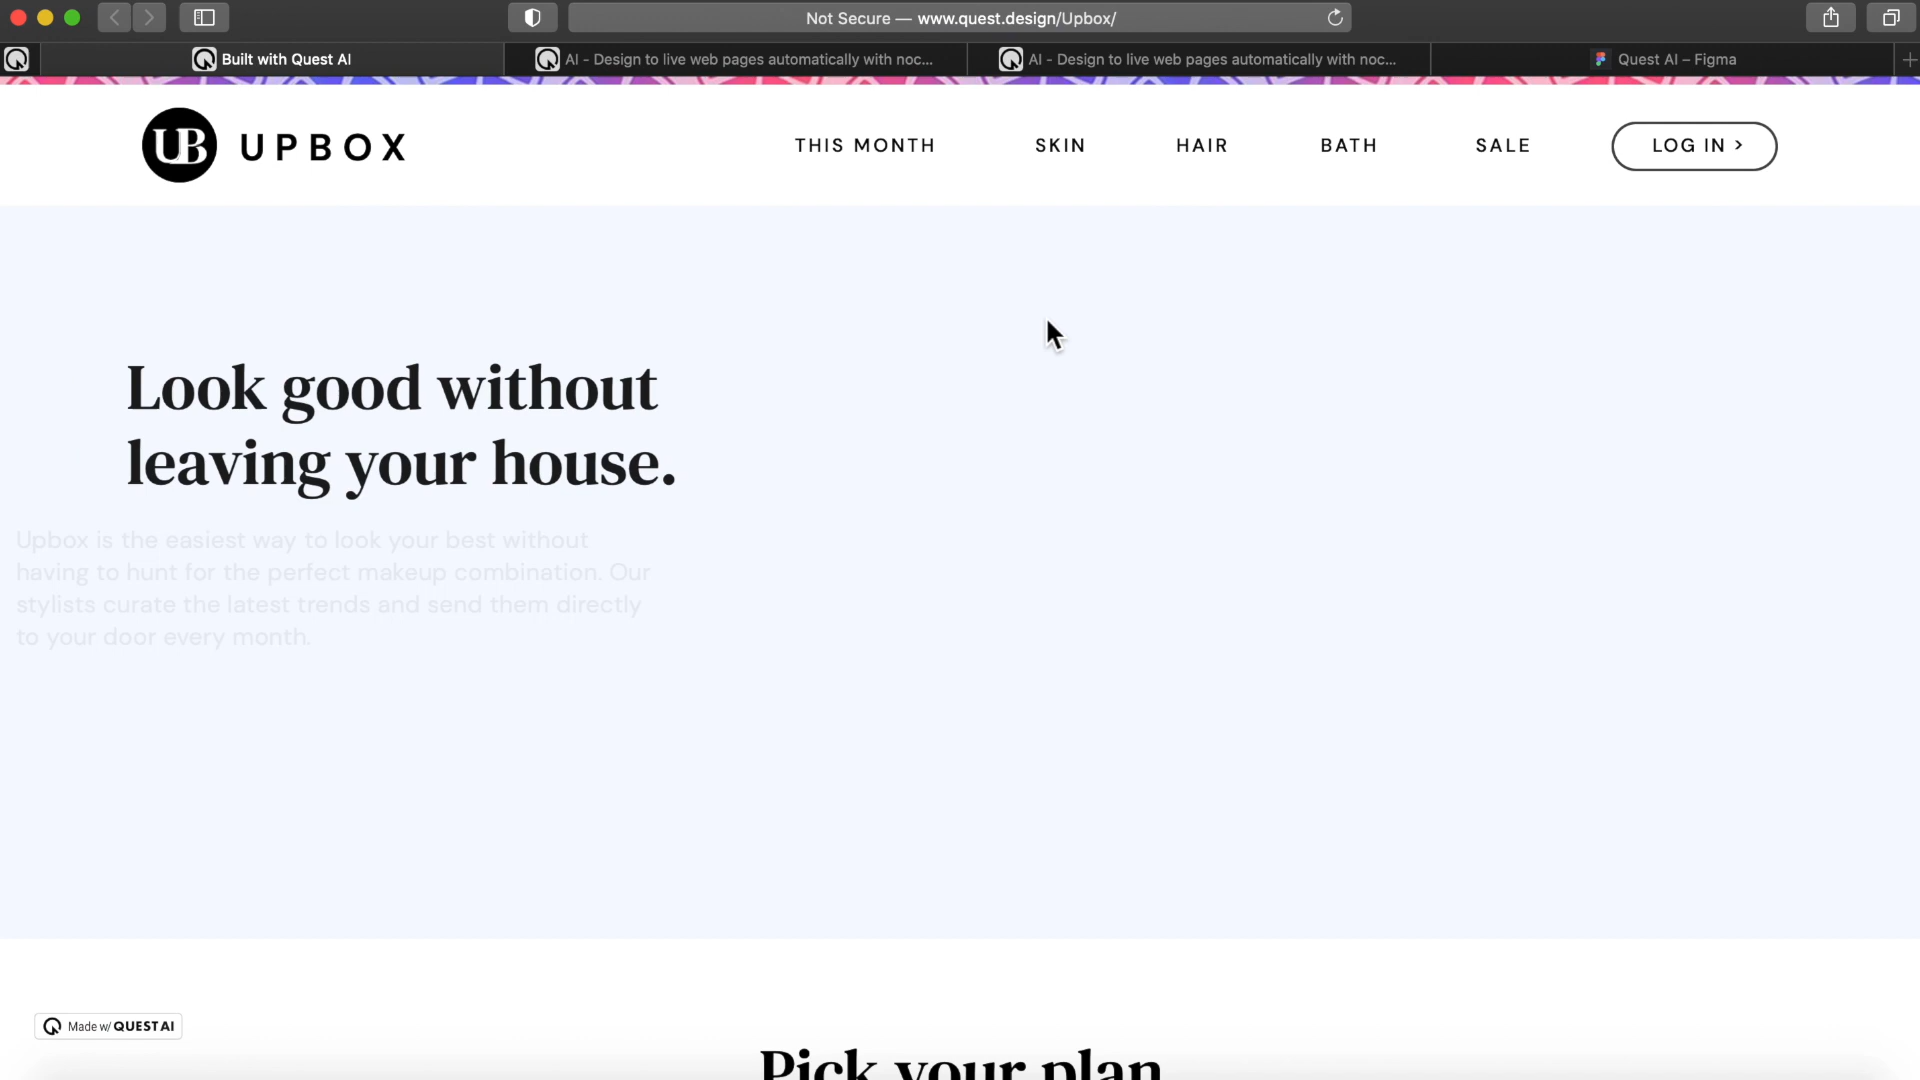 Not Secure — www.quest.design/Upbox/
Built with Quest AI
AI - Design to live web pages automatically with noc...
AI - Design to live web pages automatically with noc...
Quest AI – Figma
UB UPBOX
THIS MONTH
SKIN
HAIR
BATH
SALE
LOG IN >
Look good without
leaving your house.
Upbox is the easiest way to look your best without
having to hunt for the perfect makeup combination. Our
stylists curate the latest trends and send them directly
to your door every month.
Made w/ QUEST AI
Pick your plan